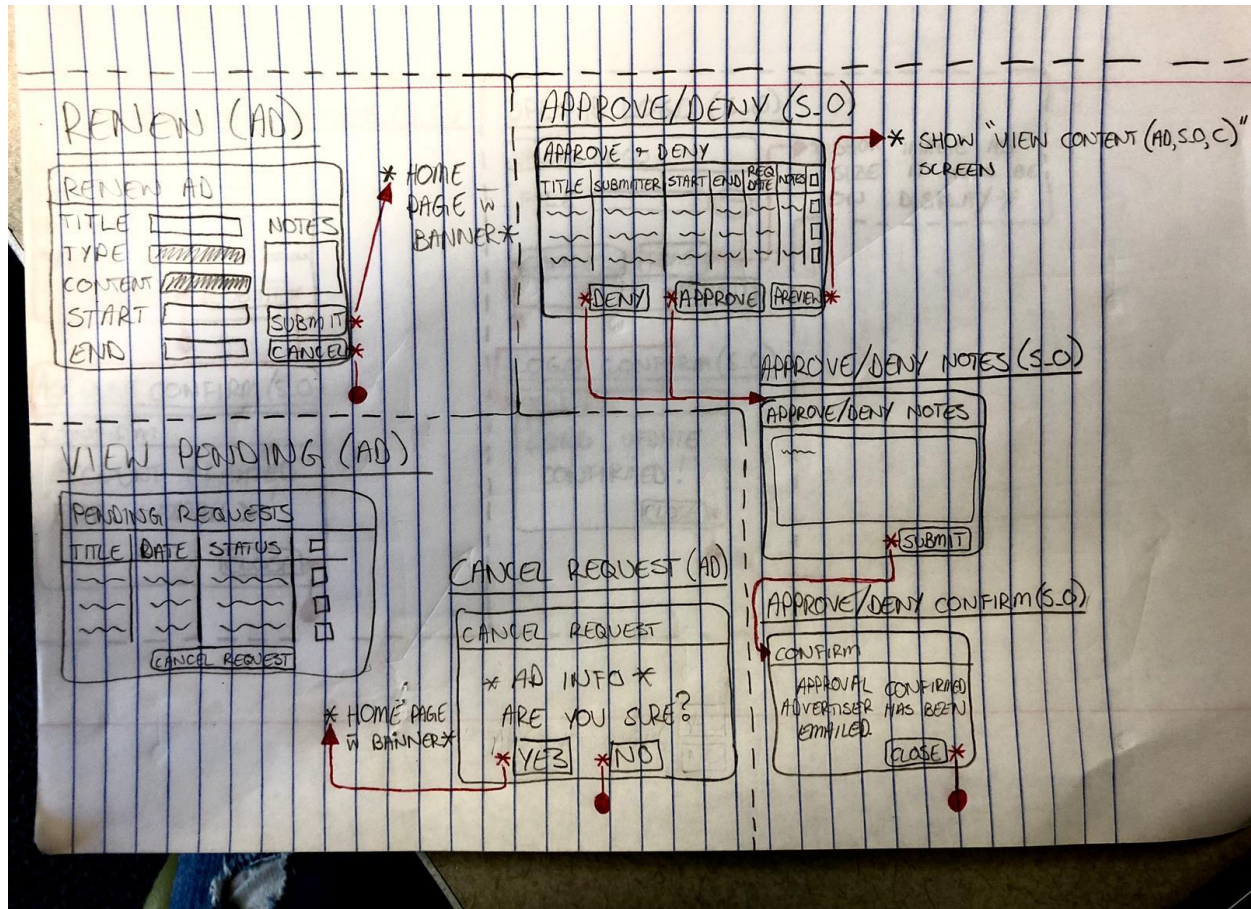 RENEW (AD)
RENEW AD
TITLE
TYPE
CONTENT
START
END
NOTES
SUBMIT
CANCEL
* HOME
PAGE W
BANNER*
APPROVE/DENY (S_O)
APPROVE & DENY
TITLE SUBMITTER START END REQ DATE NOTES
*DENY *APPROVE PREVIEW*
* SHOW "VIEW CONTENT (AD, S.O, C)"
SCREEN
APPROVE/DENY NOTES (S_O)
APPROVE/DENY NOTES
*SUBMIT
APPROVE/DENY CONFIRM (S_O)
CONFIRM
APPROVAL CONFIRMED
ADVERTISER HAS BEEN
EMAILED.
CLOSE*
VIEW PENDING (AD)
PENDING REQUESTS
TITLE DATE STATUS
CANCEL REQUEST
CANCEL REQUEST (AD)
CANCEL REQUEST
* AD INFO *
ARE YOU SURE?
*YES *NO
* HOME PAGE
W BANNER*